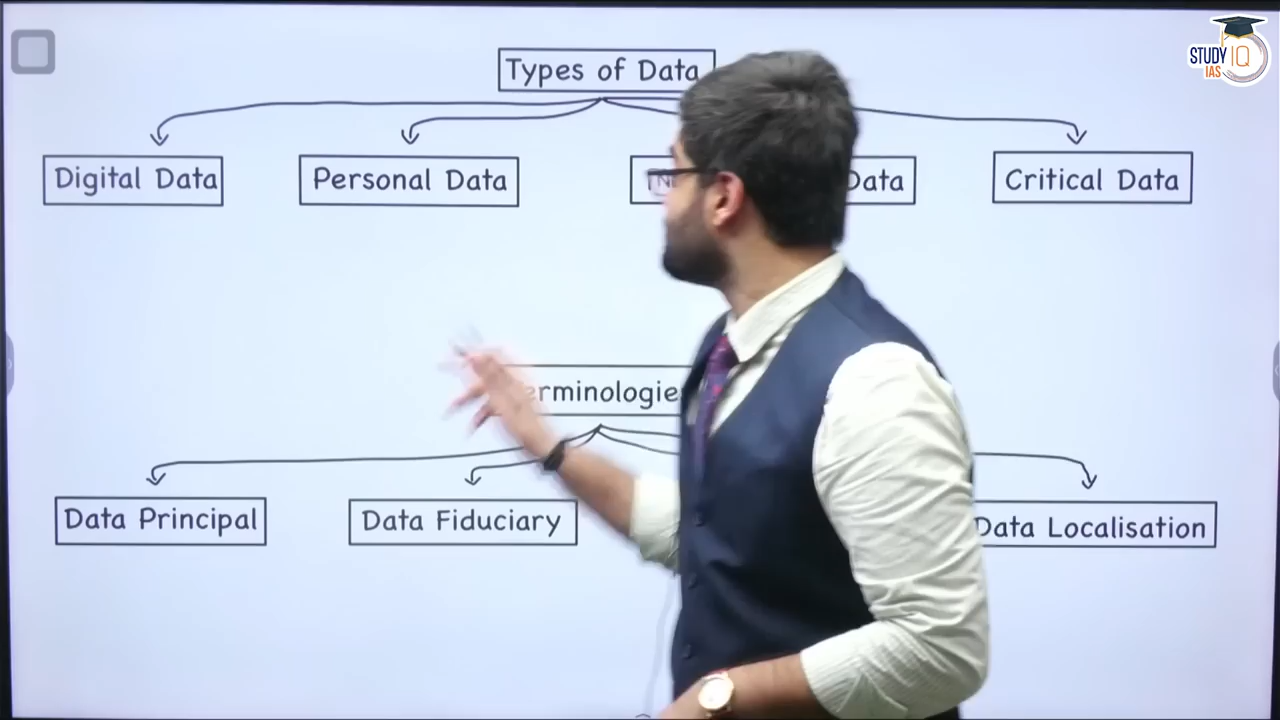 Types of Data
STUDY IQ
IAS
Digital Data
Personal Data
Data
Critical Data
Terminologies
Data Principal
Data Fiduciary
Data Localisation